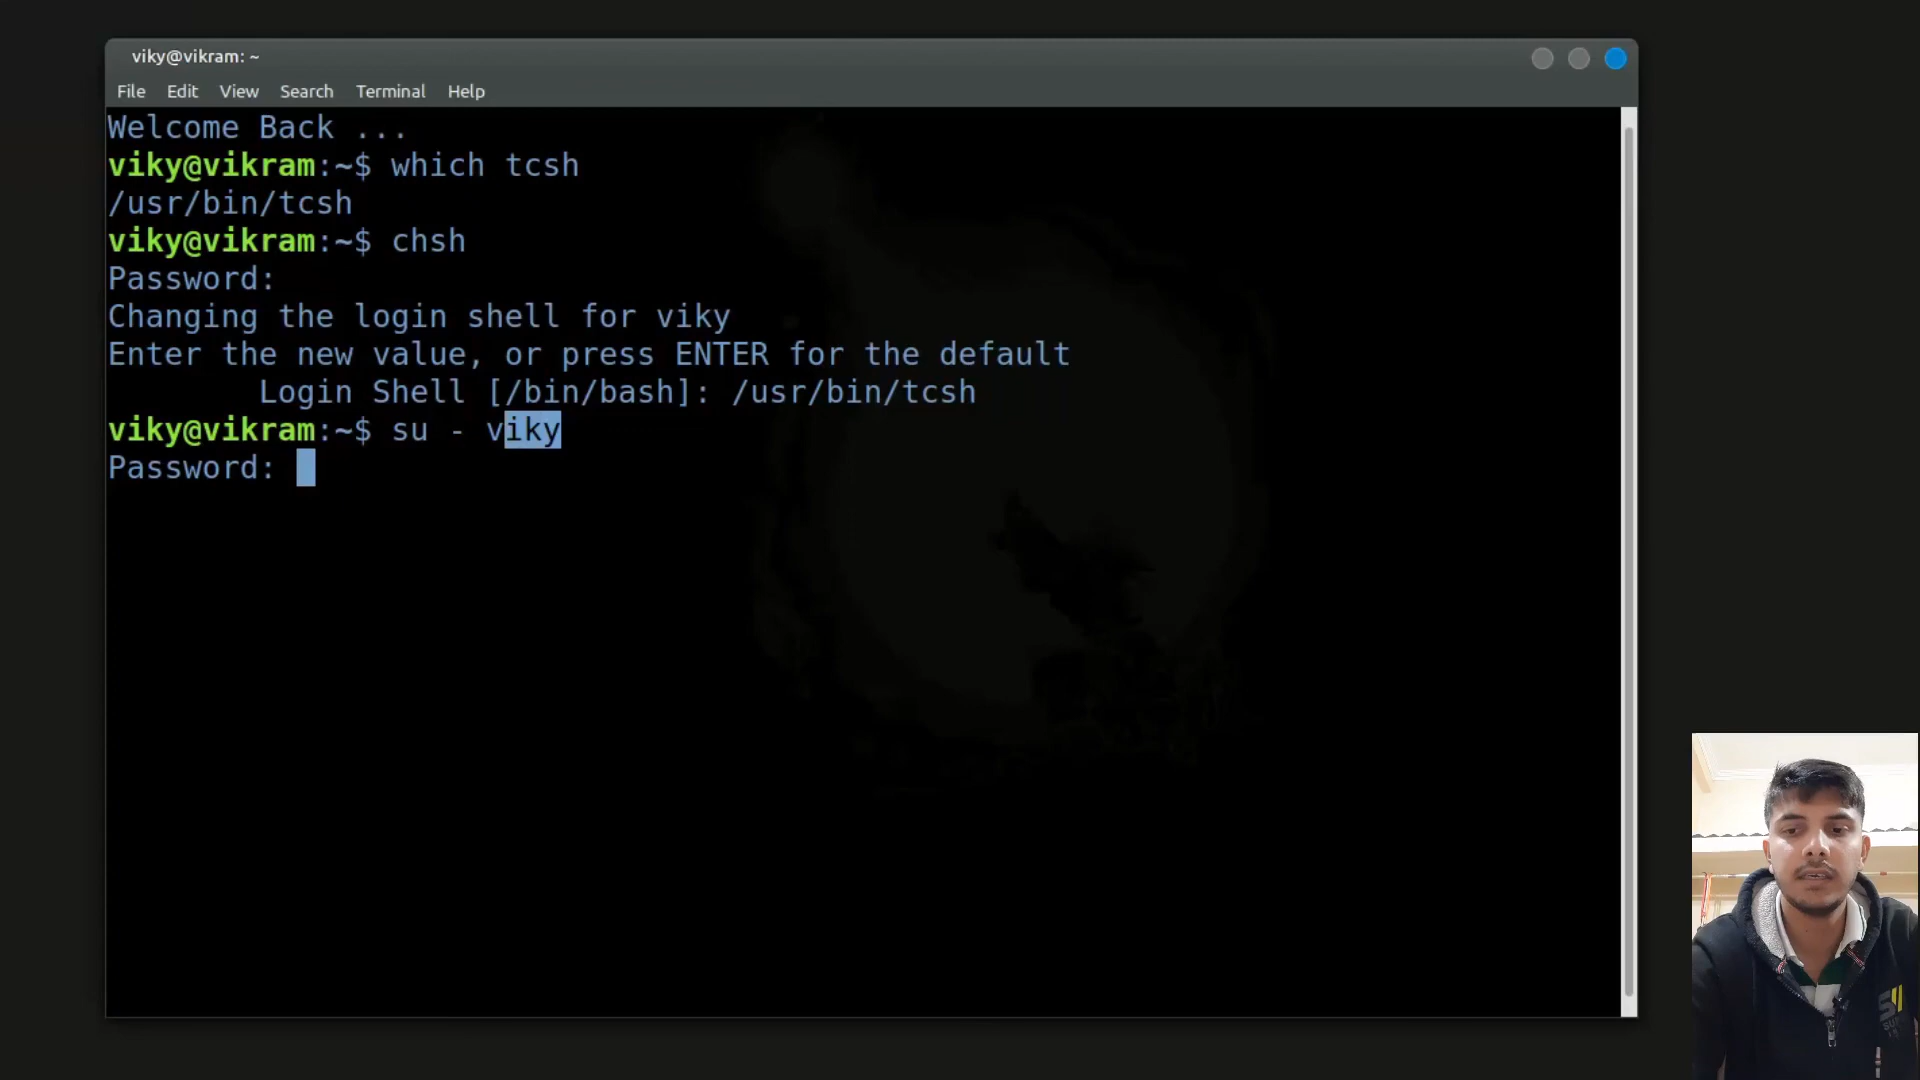 viky@vikram: ~
File Edit View Search Terminal Help
Welcome Back ...
viky@vikram:~$ which tcsh
/usr/bin/tcsh
viky@vikram:~$ chsh
Password:
Changing the login shell for viky
Enter the new value, or press ENTER for the default
Login Shell [/bin/bash]: /usr/bin/tcsh
viky@vikram:~$ su - viky
Password: